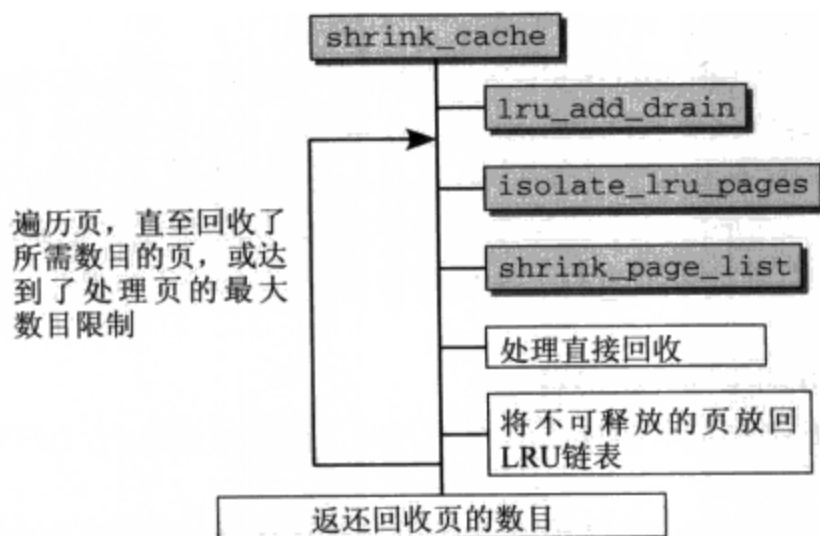 shrink_cache
lru_add_drain
isolate_lru_pages
遍历页，直至回收了
所需数目的页，或达
到了处理页的最大
数目限制
shrink_page_list
处理直接回收
将不可释放的页放回
LRU链表
返还回收页的数目